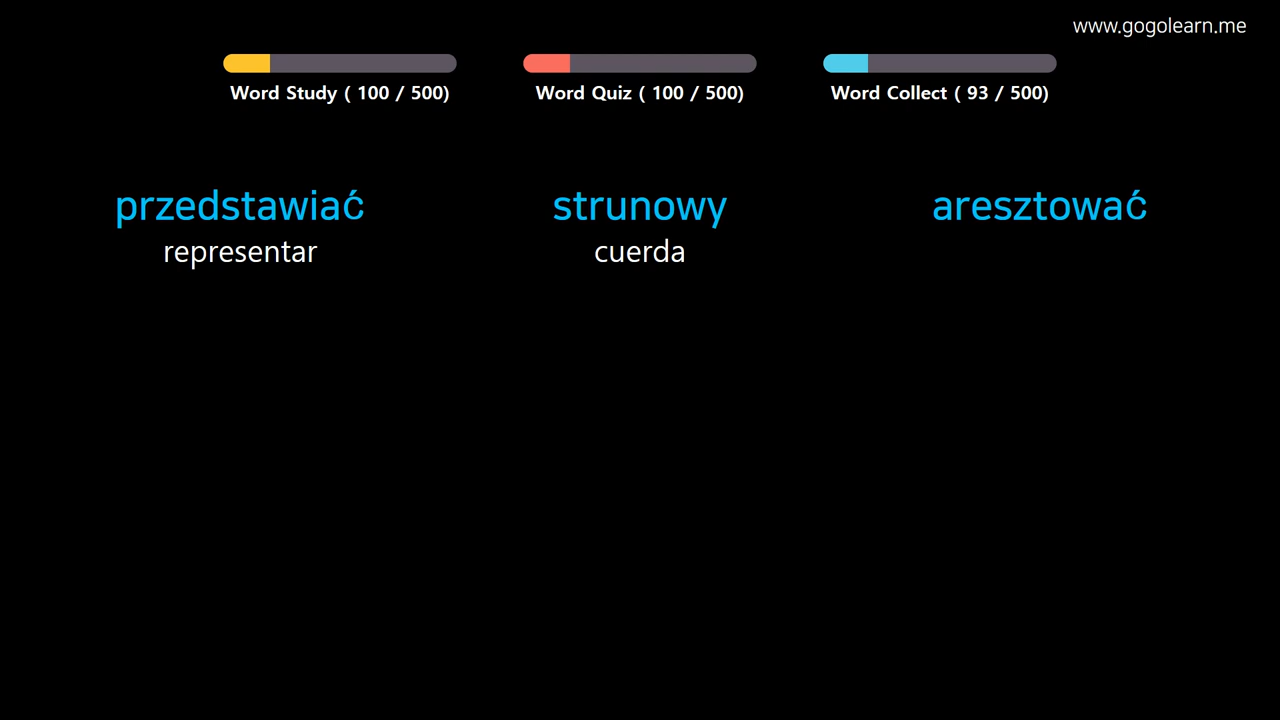 www.gogolearn.me
Word Study ( 100 / 500)
Word Quiz ( 100 / 500)
Word Collect ( 93 / 500)
przedstawiać
representar
strunowy
cuerda
aresztować